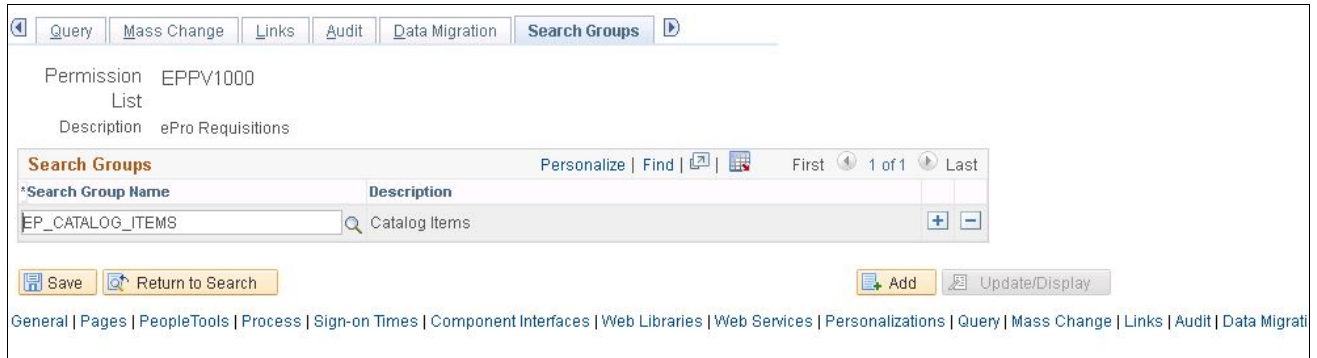 Query Mass Change Links Audit Data Migration Search Groups
Permission List EPPV1000
Description ePro Requisitions
Search Groups Personalize | Find | | First 1 of 1 Last
*Search Group Name Description
EP_CATALOG_ITEMS Catalog Items + −
Save Return to Search Add Update/Display
General | Pages | PeopleTools | Process | Sign-on Times | Component Interfaces | Web Libraries | Web Services | Personalizations | Query | Mass Change | Links | Audit | Data Migrati